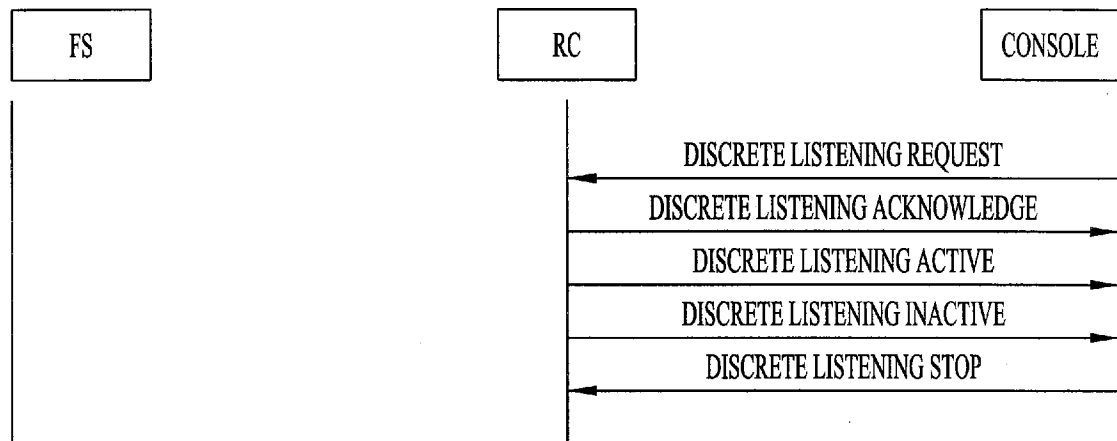 FS
RC
CONSOLE
DISCRETE LISTENING REQUEST
DISCRETE LISTENING ACKNOWLEDGE
DISCRETE LISTENING ACTIVE
DISCRETE LISTENING INACTIVE
DISCRETE LISTENING STOP